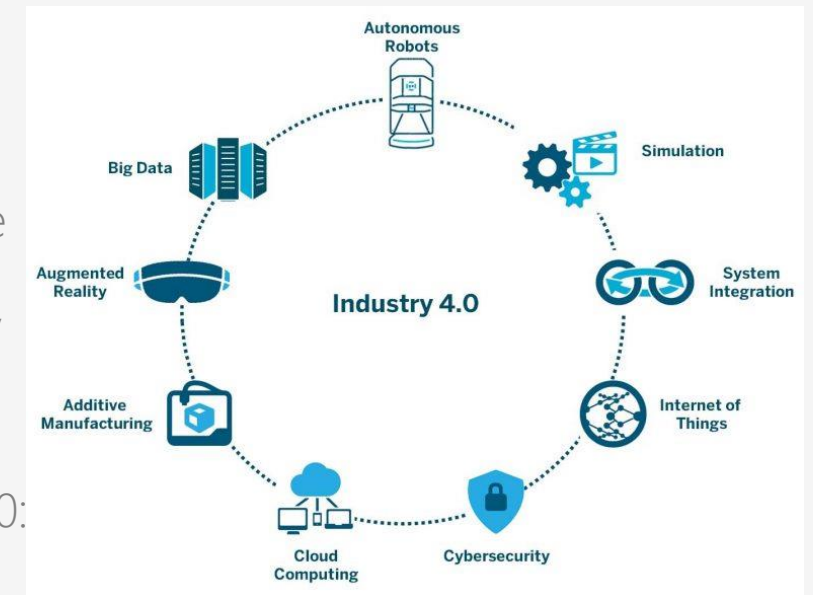 Autonomous
Robots
Simulation
System
Integration
Internet of
Things
Cybersecurity
Cloud
Computing
Additive
Manufacturing
Augmented
Reality
Big Data
Industry 4.0
e
0: